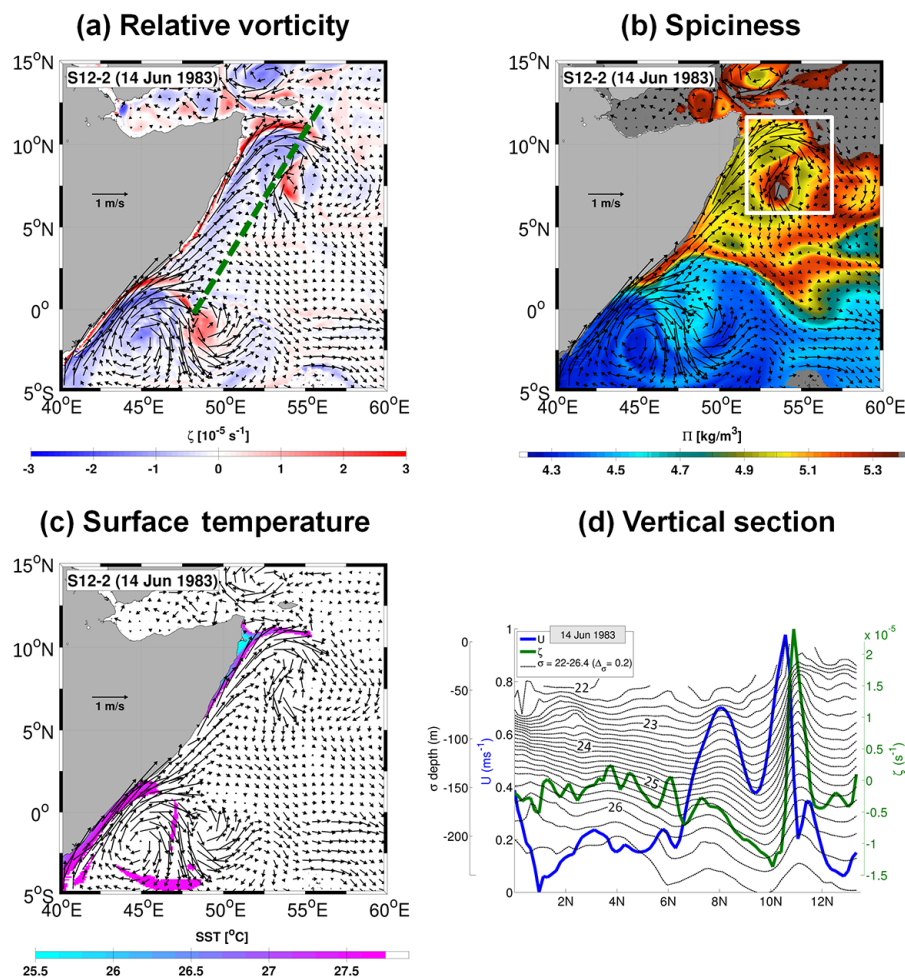 (a) Relative vorticity
(b) Spiciness
15°N
10°N
5°N
0°
5°S
40°E 45°E 50°E 55°E 60°E
S12-2 (14 Jun 1983)
1 m/s
ζ [10⁻⁵ s⁻¹]
-3 -2 -1 0 1 2 3
15°N
10°N
5°N
0°
5°S
40°E 45°E 50°E 55°E 60°E
S12-2 (14 Jun 1983)
1 m/s
Π [kg/m³]
4.3 4.5 4.7 4.9 5.1 5.3
(c) Surface temperature
(d) Vertical section
15°N
10°N
5°N
0°
5°S
40°E 45°E 50°E 55°E 60°E
S12-2 (14 Jun 1983)
1 m/s
SST [°C]
25.5 26 26.5 27 27.5
14 Jun 1983
U
ζ
σ = 22-26.4 (Δσ= 0.2)
0
-50
-100
-150
-200
σ depth (m)
1
0.8
0.6
0.4
0.2
0
U (ms⁻¹)
22
23
24
25
26
2N 4N 6N 8N 10N 12N
x 10⁻⁵
2
1.5
1
0.5
0
-0.5
-1
-1.5
ζ (s⁻¹)